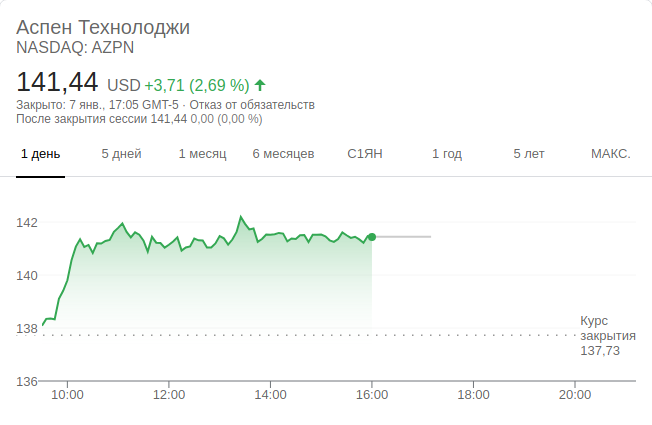 Аспен Технолоджи
NASDAQ: AZPN
141,44 USD +3,71 (2,69 %)
Закрыто: 7 янв., 17:05 GMT-5 · Отказ от обязательств
После закрытия сессии 141,44 0,00 (0,00 %)
1 день 5 дней 1 месяц 6 месяцев С1ЯН 1 год 5 лет МАКС.
142
140
138
136
Курс
закрытия
137,73
10:00 12:00 14:00 16:00 18:00 20:00